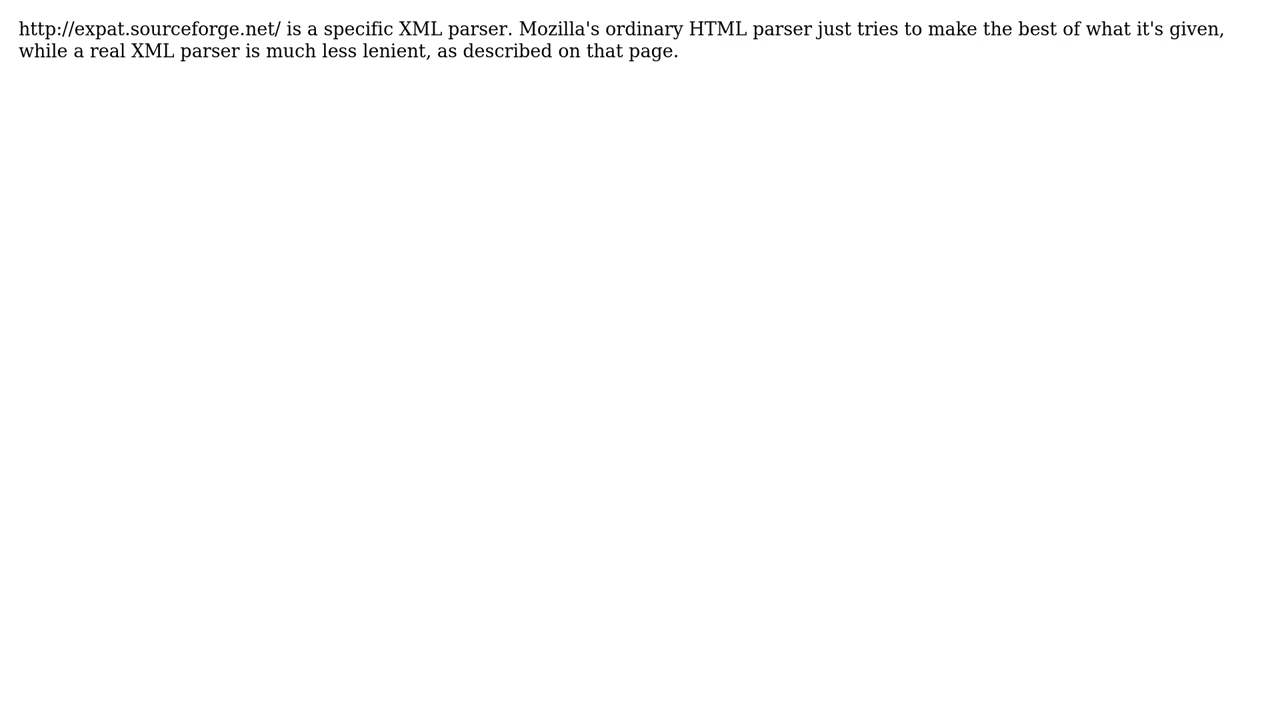 http://expat.sourceforge.net/ is a specific XML parser. Mozilla's ordinary HTML parser just tries to make the best of what it's given,
while a real XML parser is much less lenient, as described on that page.